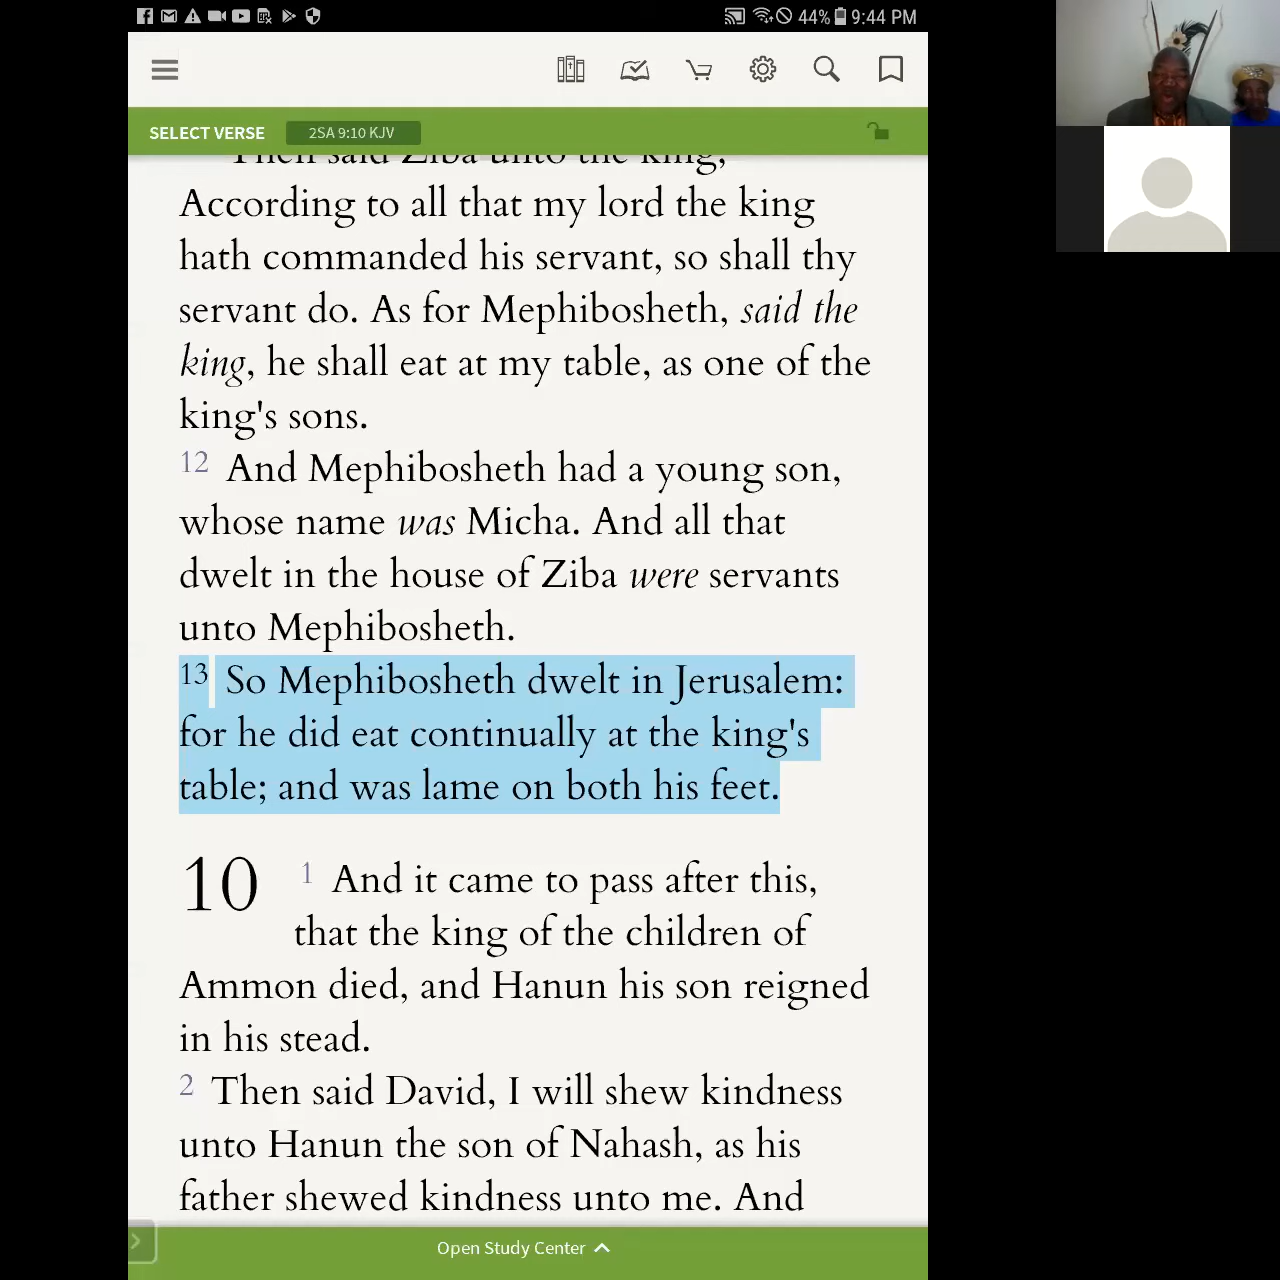 44% 9:44 PM
SELECT VERSE 2SA 9:10 KJV
Then said Ziba unto the king,
According to all that my lord the king
hath commanded his servant, so shall thy
servant do. As for Mephibosheth, said the
king, he shall eat at my table, as one of the
king's sons.
12 And Mephibosheth had a young son,
whose name was Micha. And all that
dwelt in the house of Ziba were servants
unto Mephibosheth.
13 So Mephibosheth dwelt in Jerusalem:
for he did eat continually at the king's
table; and was lame on both his feet.
10 1 And it came to pass after this,
that the king of the children of
Ammon died, and Hanun his son reigned
in his stead.
2 Then said David, I will shew kindness
unto Hanun the son of Nahash, as his
father shewed kindness unto me. And
Open Study Center